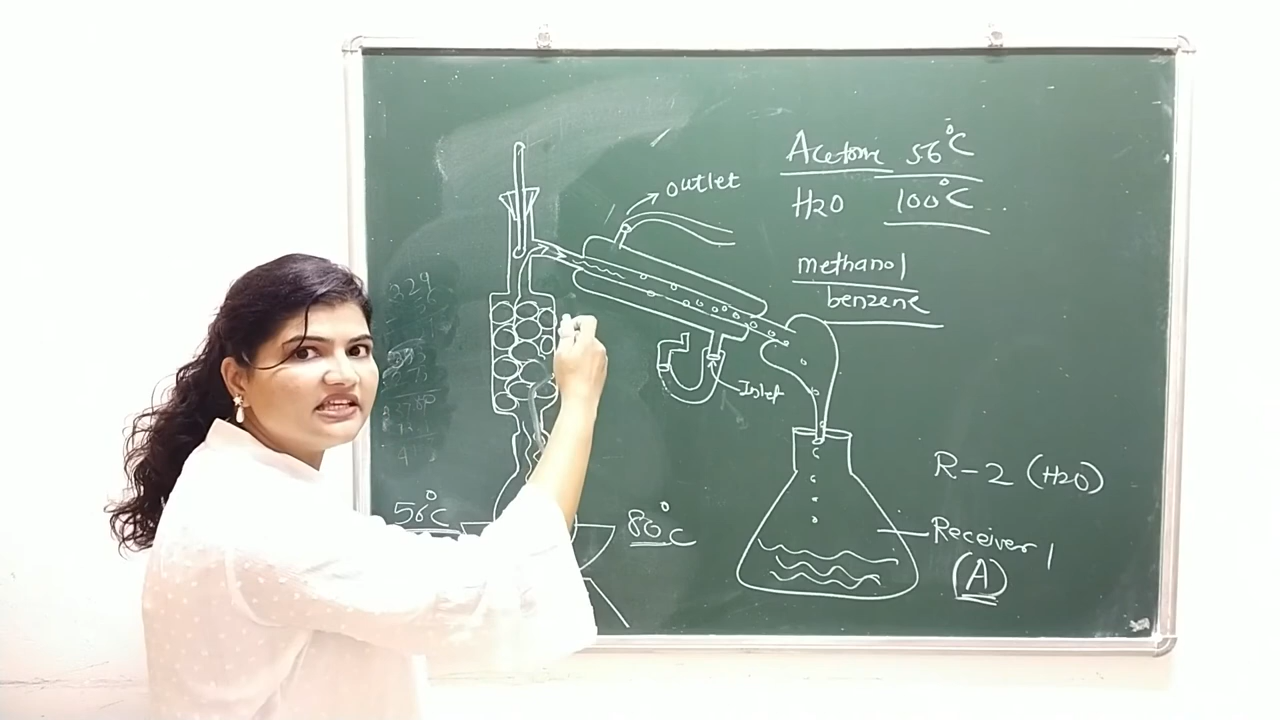 Acetone 56°C
H2O 100°C
outlet
methanol
benzene
Inlet
R-2 (H2O)
56°C
80°C
Receiver 1
(A)